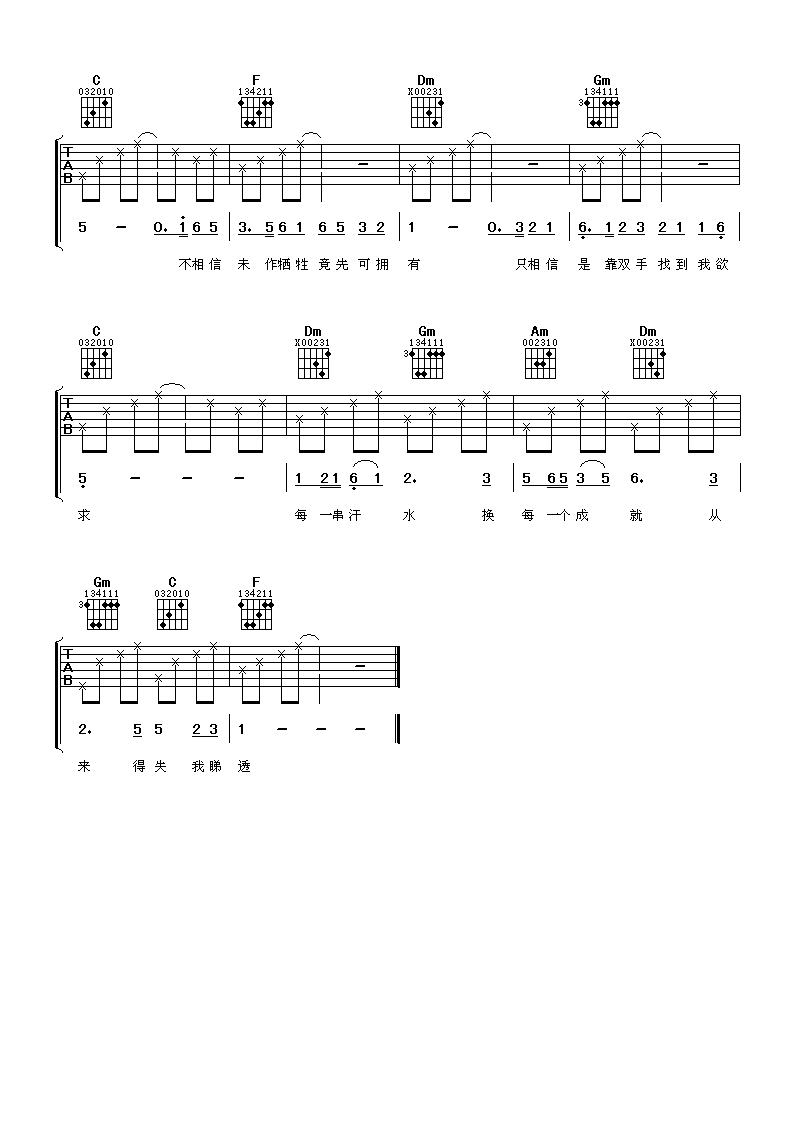 C F Dm Gm
032010 134211 X00231 3 134111
T
A
B
5 - 0. 1 6 5 | 3. 5 6 1 6 5 3 2 | 1 - 0. 3 2 1 | 6. 1 2 3 2 1 1 6 |
不相信 未 作牺牲 竟先 可拥 有 只相信 是 靠双手 找到 我欲
C Dm Gm Am Dm
032010 X00231 3 134111 002310 X00231
T
A
B
5 - - - | 1 2 1 6 1 2. 3 | 5 6 5 3 5 6. 3 |
求 每 一串汗 水 换 每 一个成 就 从
Gm C F
3 134111 032010 134211
T
A
B
2. 5 5 2 3 | 1 - - -
来 得失 我睇 透